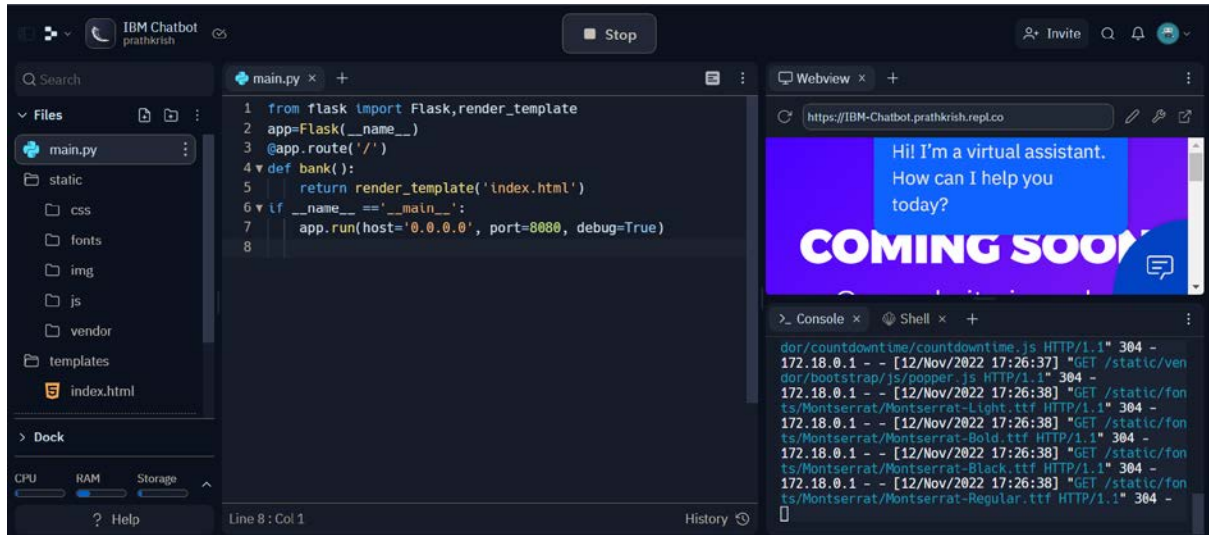 IBM Chatbot
prathkrish
Stop
Invite
Search
Files
main.py
static
css
fonts
img
js
vendor
templates
index.html
Dock
CPU RAM Storage
? Help
main.py × +
1 from flask import Flask,render_template
2 app=Flask(__name__)
3 @app.route('/')
4 def bank():
5 return render_template('index.html')
6 if __name__ =='__main__':
7 app.run(host='0.0.0.0', port=8080, debug=True)
8
Line 8 : Col 1
History
Webview × +
https://IBM-Chatbot.prathkrish.repl.co
Hi! I'm a virtual assistant.
How can I help you
today?
COMING SOON
>_ Console × Shell × +
dor/countdowntime/countdowntime.js HTTP/1.1" 304 -
172.18.0.1 - - [12/Nov/2022 17:26:37] "GET /static/ven
dor/bootstrap/js/popper.js HTTP/1.1" 304 -
172.18.0.1 - - [12/Nov/2022 17:26:38] "GET /static/fon
ts/Montserrat/Montserrat-Light.ttf HTTP/1.1" 304 -
172.18.0.1 - - [12/Nov/2022 17:26:38] "GET /static/fon
ts/Montserrat/Montserrat-Bold.ttf HTTP/1.1" 304 -
172.18.0.1 - - [12/Nov/2022 17:26:38] "GET /static/fon
ts/Montserrat/Montserrat-Black.ttf HTTP/1.1" 304 -
172.18.0.1 - - [12/Nov/2022 17:26:38] "GET /static/fon
ts/Montserrat/Montserrat-Regular.ttf HTTP/1.1" 304 -